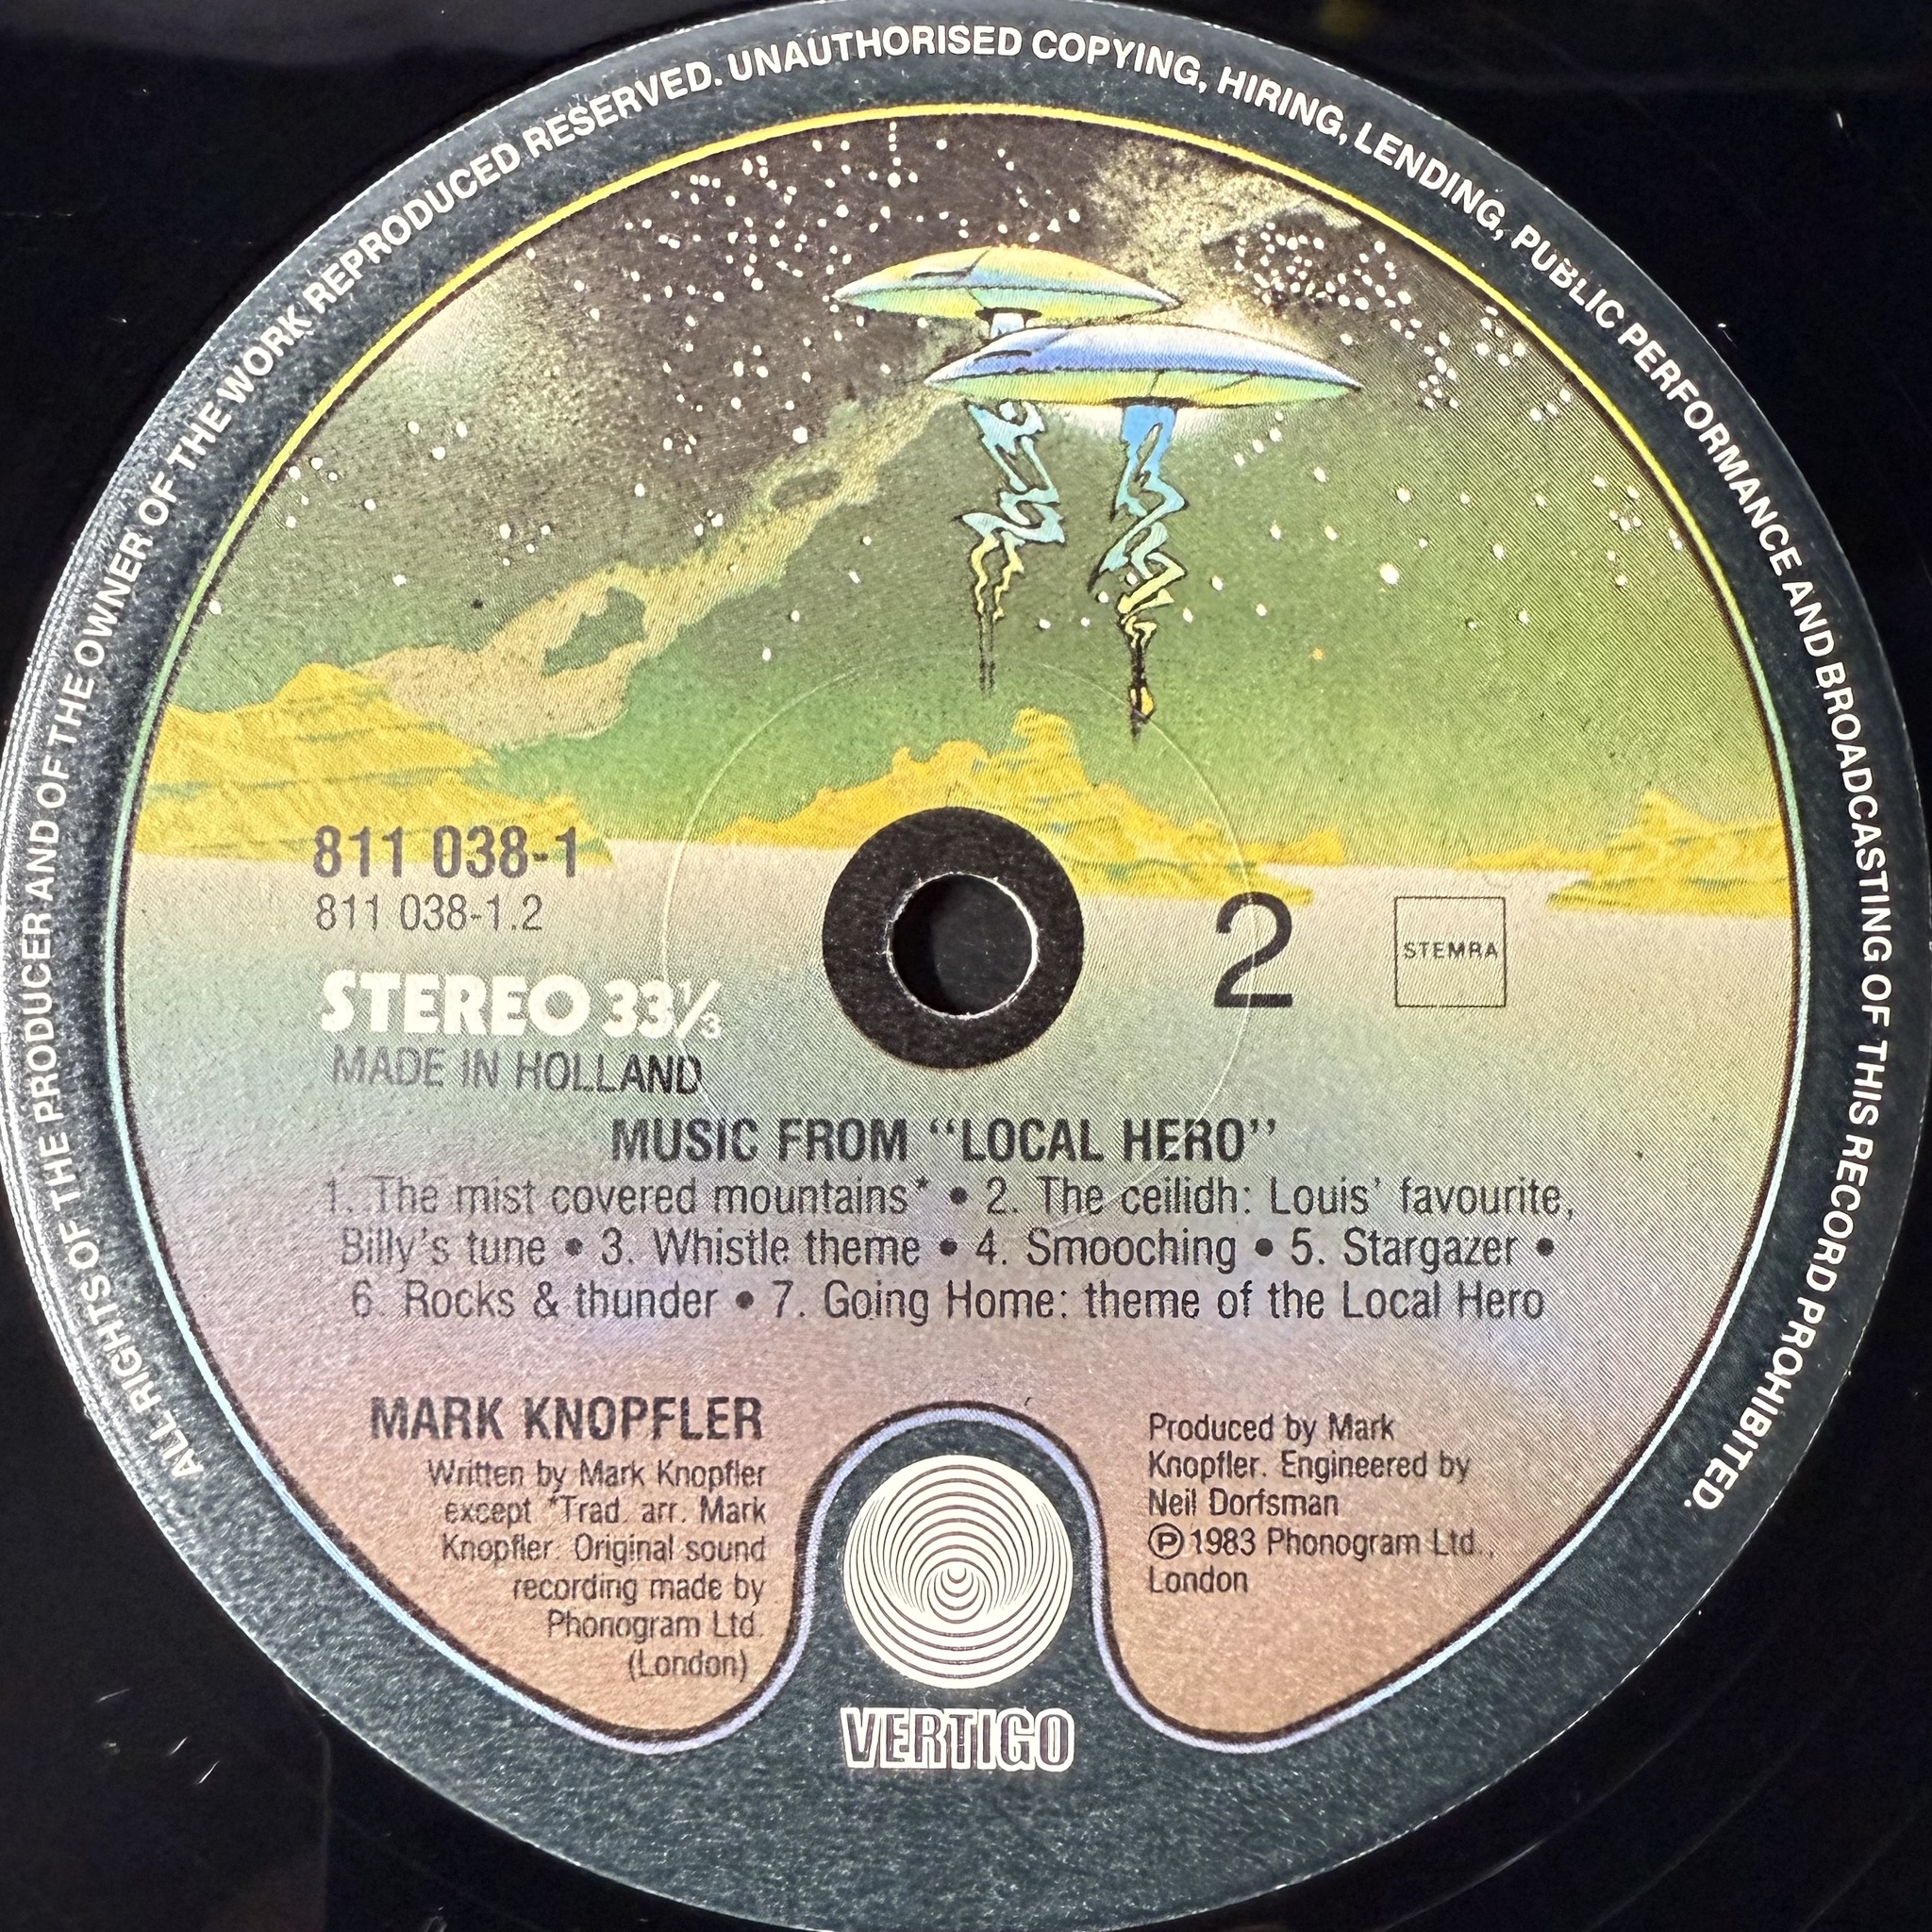 ALL RIGHTS OF THE PRODUCER AND OF THE OWNER OF THE WORK REPRODUCED RESERVED. UNAUTHORISED COPYING, HIRING, LENDING, PUBLIC PERFORMANCE AND BROADCASTING OF THIS RECORD PROHIBITED.
811 038-1
811 038-1.2
STEREO 33⅓
MADE IN HOLLAND
2
STEMRA
MUSIC FROM “LOCAL HERO”
1. The mist covered mountains* • 2. The ceilidh: Louis’ favourite,
Billy’s tune • 3. Whistle theme • 4. Smooching • 5. Stargazer •
6. Rocks & thunder • 7. Going Home: theme of the Local Hero
MARK KNOPFLER
Written by Mark Knopfler
except *Trad. arr. Mark
Knopfler. Original sound
recording made by
Phonogram Ltd.
(London)
Produced by Mark
Knopfler. Engineered by
Neil Dorfsman
℗ 1983 Phonogram Ltd.,
London
VERTIGO